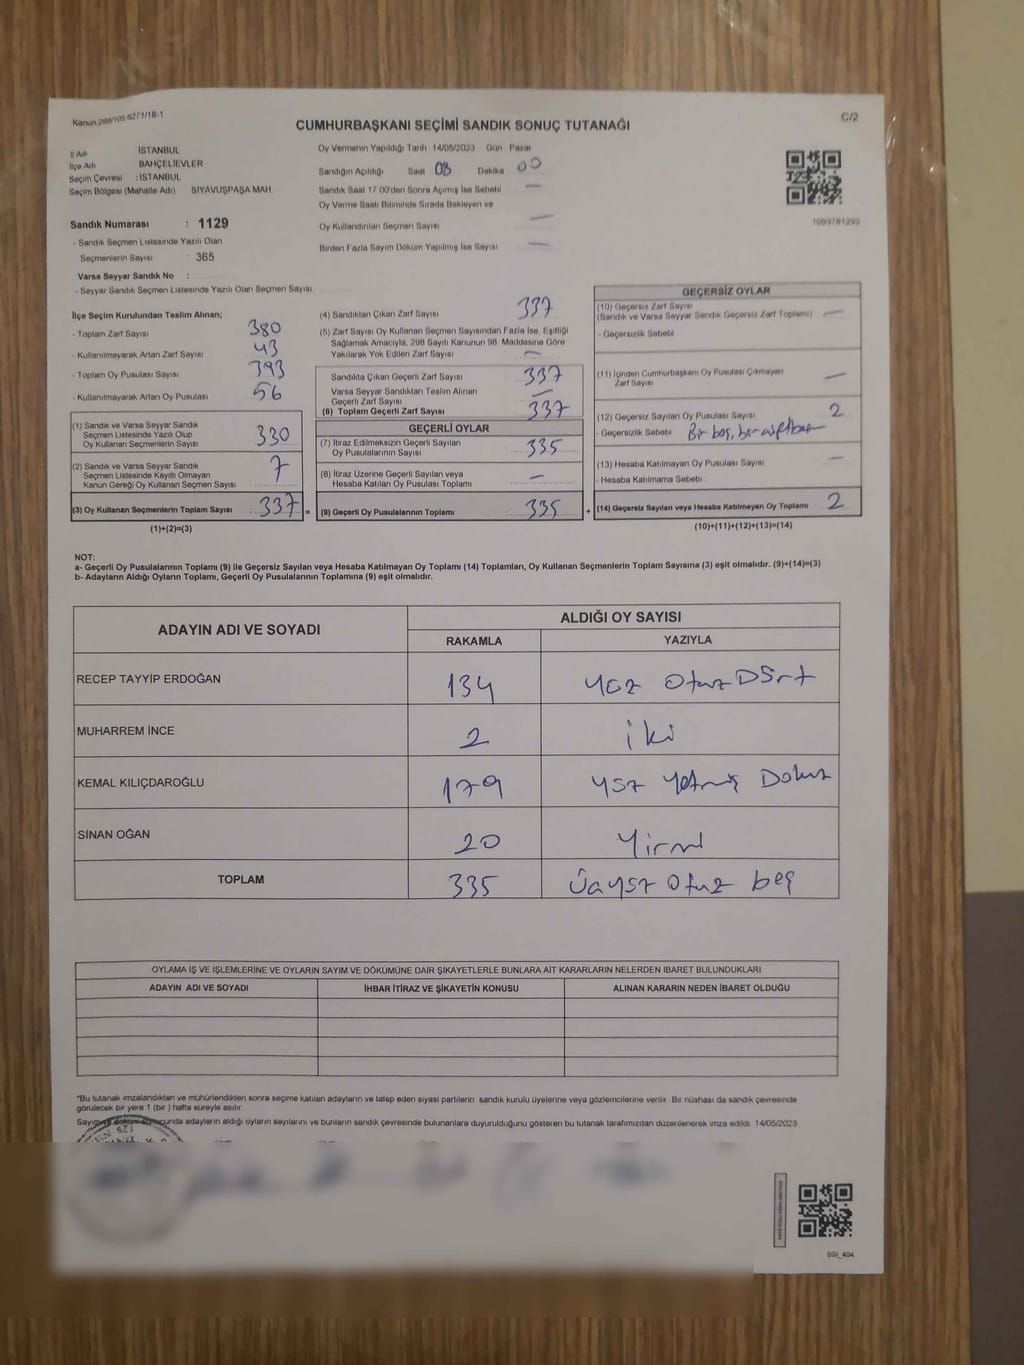 Kanun 298/105,6271/18-1
C/2
CUMHURBAŞKANI SEÇİMİ SANDIK SONUÇ TUTANAĞI
İl Adı İSTANBUL
İlçe Adı BAHÇELİEVLER
Seçim Çevresi : İSTANBUL
Seçim Bölgesi (Mahalle Adı) SİYAVUŞPAŞA MAH.
Sandık Numarası : 1129
- Sandık Seçmen Listesinde Yazılı Olan
Seçmenlerin Sayısı 365
Varsa Seyyar Sandık No :
- Seyyar Sandık Seçmen Listesinde Yazılı Olan Seçmen Sayısı
Oy Vermenin Yapıldığı Tarih 14/05/2023 Gün Pazar
Sandığın Açıldığı Saat 08 Dakika 00
Sandık Saat 17.00'den Sonra Açılmış İse Sebebi —
Oy Verme Saati Bitiminde Sırada Bekleyen ve
Oy Kullandırılan Seçmen Sayısı —
Birden Fazla Sayım Döküm Yapılmış İse Sayısı —
1093781293
İlçe Seçim Kurulundan Teslim Alınan;
- Toplam Zarf Sayısı 380
- Kullanılmayarak Artan Zarf Sayısı 43
- Toplam Oy Pusulası Sayısı 393
- Kullanılmayarak Artan Oy Pusulası 56
(1) Sandık ve Varsa Seyyar Sandık
Seçmen Listesinde Yazılı Olup
Oy Kullanan Seçmenlerin Sayısı 330
(2) Sandık ve Varsa Seyyar Sandık
Seçmen Listesinde Kayıtlı Olmayan
Kanun Gereği Oy Kullanan Seçmen Sayısı 7
(3) Oy Kullanan Seçmenlerin Toplam Sayısı 337 =
(1)+(2)=(3)
(4) Sandıktan Çıkan Zarf Sayısı 337
(5) Zarf Sayısı Oy Kullanan Seçmen Sayısından Fazla İse, Eşitliği
Sağlamak Amacıyla, 298 Sayılı Kanunun 98. Maddesine Göre
Yakılarak Yok Edilen Zarf Sayısı —
Sandıkta Çıkan Geçerli Zarf Sayısı 337
Varsa Seyyar Sandıktan Teslim Alınan
Geçerli Zarf Sayısı —
(6) Toplam Geçerli Zarf Sayısı 337
GEÇERLİ OYLAR
(7) İtiraz Edilmeksizin Geçerli Sayılan
Oy Pusulalarının Sayısı 335
(8) İtiraz Üzerine Geçerli Sayılan veya
Hesaba Katılan Oy Pusulası Toplamı —
(9) Geçerli Oy Pusulalarının Toplamı 335 +
GEÇERSİZ OYLAR
(10) Geçersiz Zarf Sayısı
(Sandık ve Varsa Seyyar Sandık Geçersiz Zarf Toplamı) —
- Geçersizlik Sebebi
(11) İçinden Cumhurbaşkanı Oy Pusulası Çıkmayan
Zarf Sayısı —
(12) Geçersiz Sayılan Oy Pusulası Sayısı 2
- Geçersizlik Sebebi Bir boş, bir
(13) Hesaba Katılmayan Oy Pusulası Sayısı —
- Hesaba Katılmama Sebebi
(14) Geçersiz Sayılan veya Hesaba Katılmayan Oy Toplamı 2
(10)+(11)+(12)+(13)=(14)
NOT:
a- Geçerli Oy Pusulalarının Toplamı (9) ile Geçersiz Sayılan veya Hesaba Katılmayan Oy Toplamı (14) Toplamları, Oy Kullanan Seçmenlerin Toplam Sayısına (3) eşit olmalıdır. (9)+(14)=(3)
b- Adayların Aldığı Oyların Toplamı, Geçerli Oy Pusulalarının Toplamına (9) eşit olmalıdır.
ADAYIN ADI VE SOYADI ALDIĞI OY SAYISI
RAKAMLA YAZIYLA
RECEP TAYYİP ERDOĞAN 134 Yüz Otuz Dört
MUHARREM İNCE 2 iki
KEMAL KILIÇDAROĞLU 179 Yüz Yetmiş Dokuz
SİNAN OĞAN 20 Yirmi
TOPLAM 335 Üçyüz Otuz beş
OYLAMA İŞ VE İŞLEMLERİNE VE OYLARIN SAYIM VE DÖKÜMÜNE DAİR ŞİKAYETLERLE BUNLARA AİT KARARLARIN NELERDEN İBARET BULUNDUKLARI
ADAYIN ADI VE SOYADI İHBAR İTİRAZ VE ŞİKAYETİN KONUSU ALINAN KARARIN NEDEN İBARET OLDUĞU
*Bu tutanak imzalandıktan ve mühürlendikten sonra seçime katılan adayların ve talep eden siyasi partilerin sandık kurulu üyelerine veya gözlemcilerine verilir. Bir nüshası da sandık çevresinde
görülecek bir yere 1 (bir) hafta süreyle asılır.
Sayım ve döküm sonucunda adayların aldığı oyların sayılarını ve bunların sandık çevresinde bulunanlara duyurulduğunu gösteren bu tutanak tarafımızdan düzenlenerek imza edildi. 14/05/2023
SGI_404